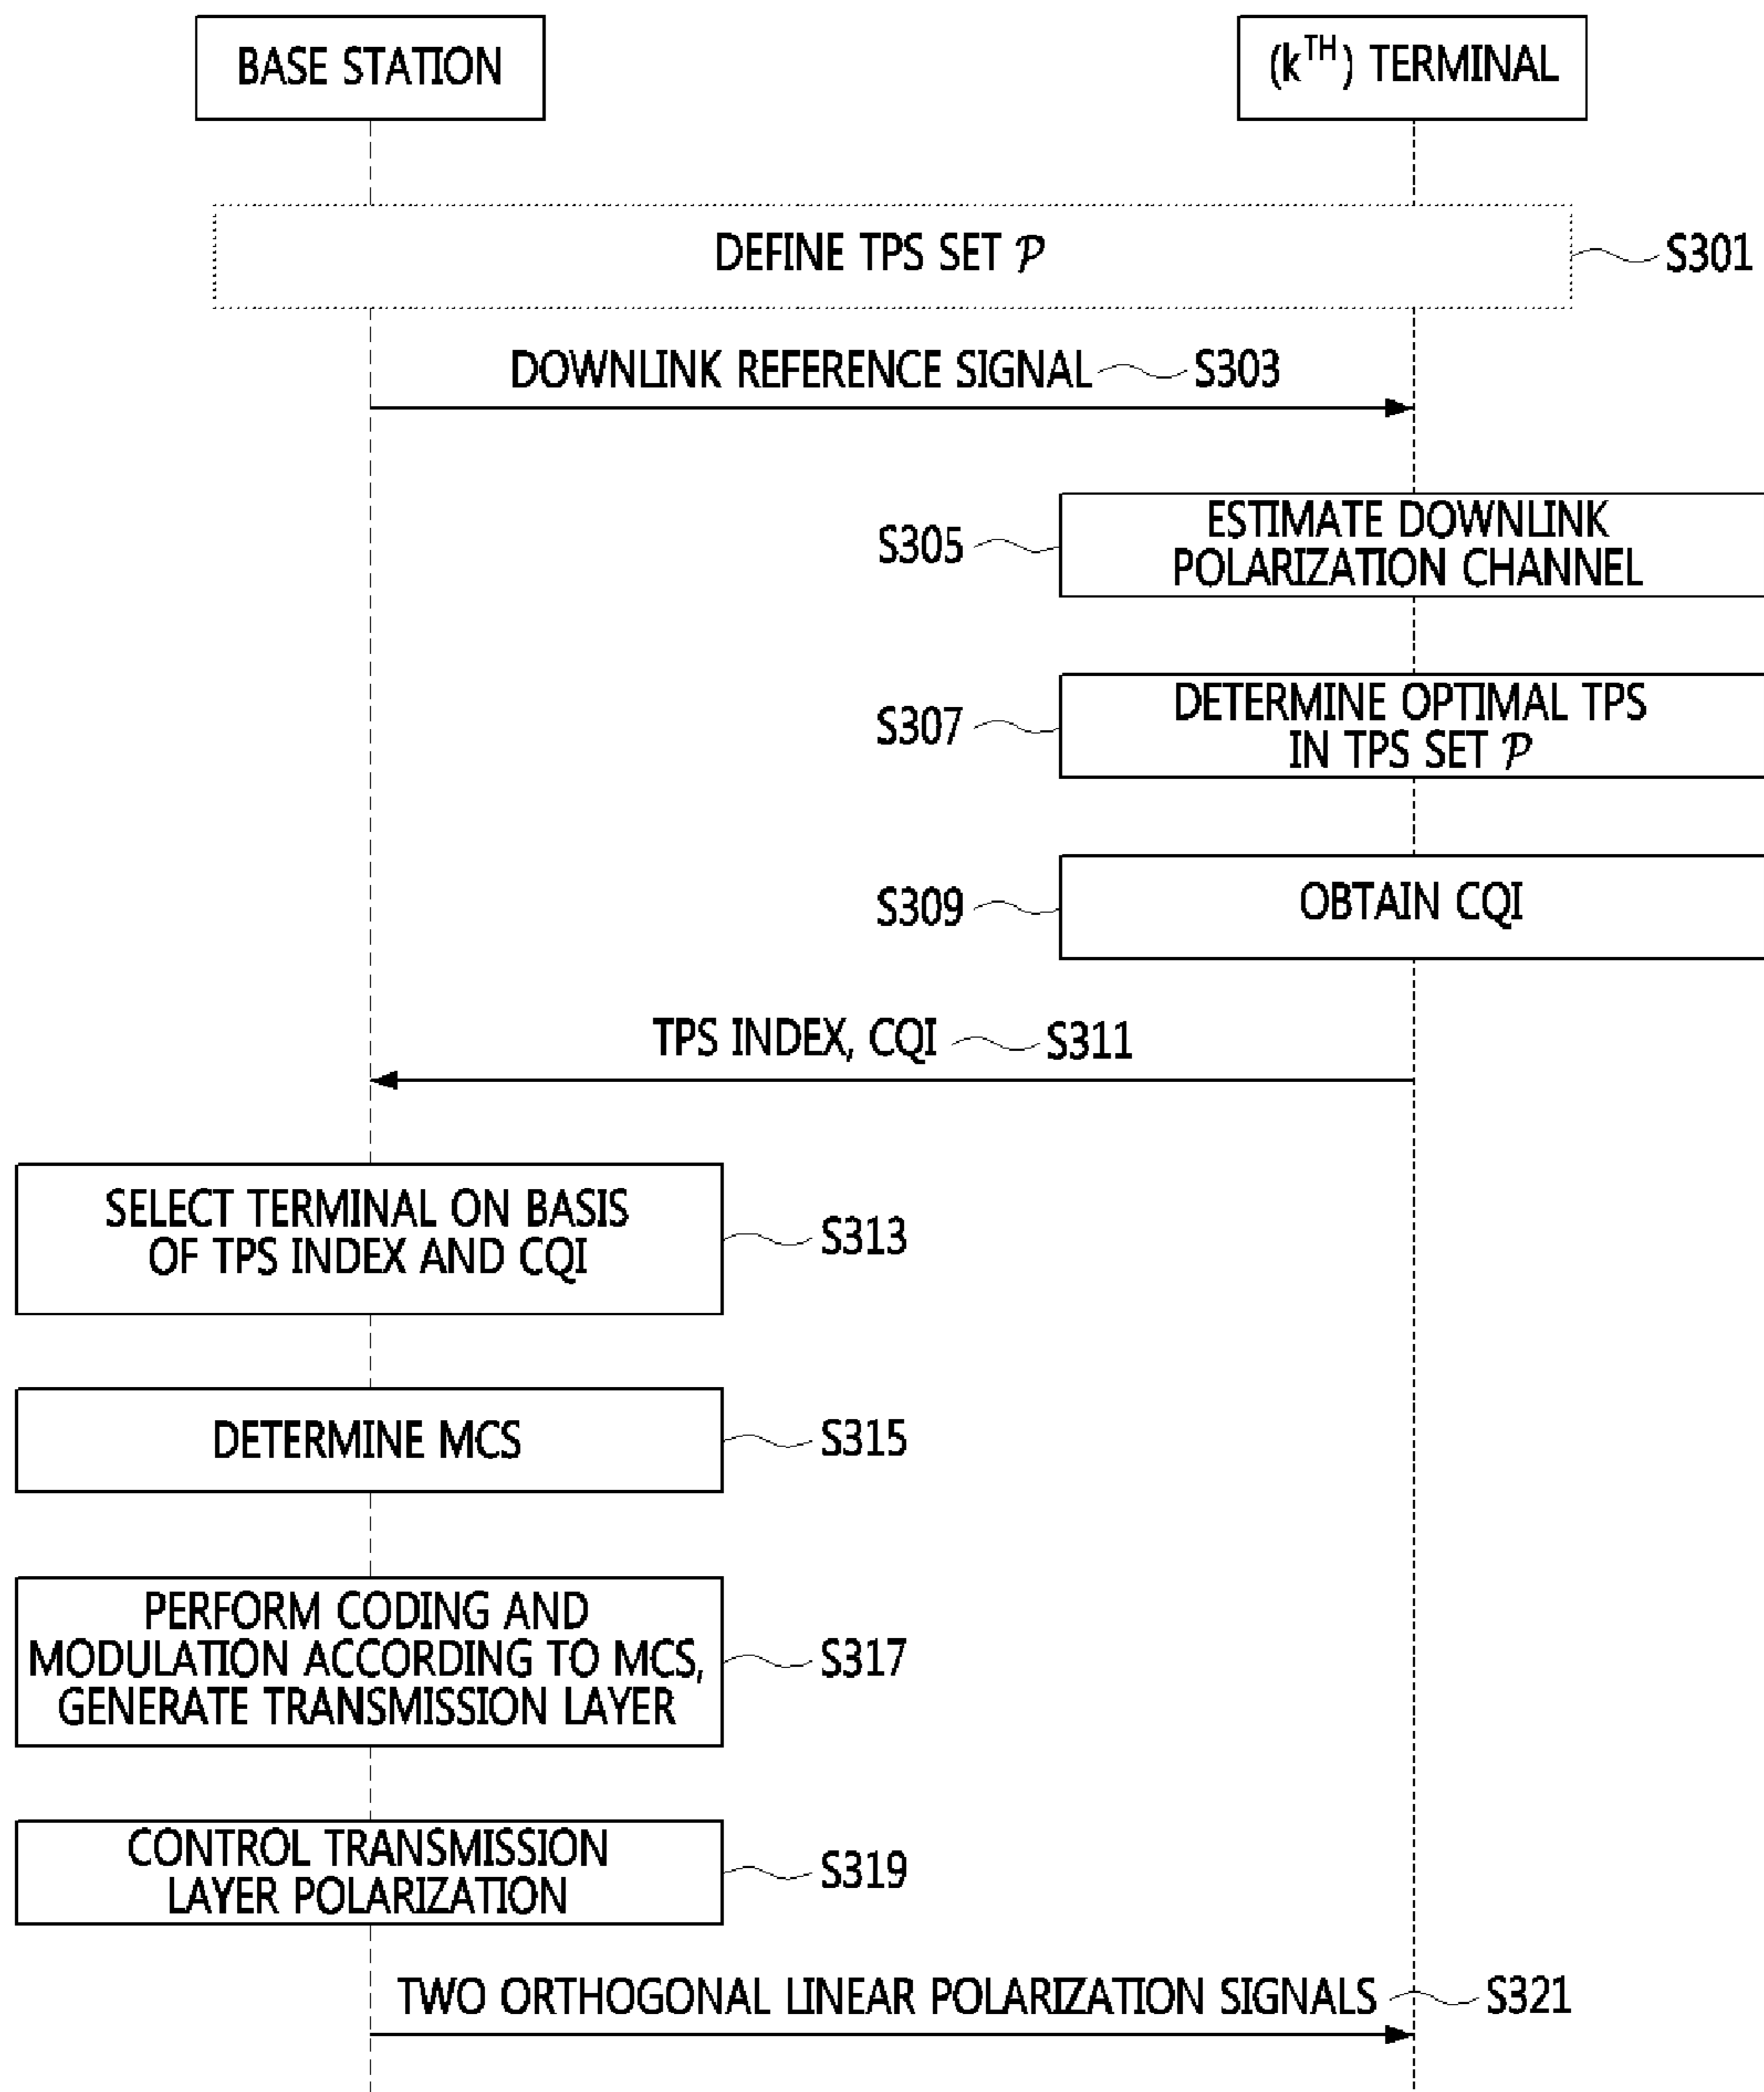 BASE STATION
(kTH) TERMINAL
DEFINE TPS SET 𝒫
S301
DOWNLINK REFERENCE SIGNAL
S303
S305
ESTIMATE DOWNLINK
POLARIZATION CHANNEL
S307
DETERMINE OPTIMAL TPS
IN TPS SET 𝒫
S309
OBTAIN CQI
TPS INDEX, CQI
S311
SELECT TERMINAL ON BASIS
OF TPS INDEX AND CQI
S313
DETERMINE MCS
S315
PERFORM CODING AND
MODULATION ACCORDING TO MCS,
GENERATE TRANSMISSION LAYER
S317
CONTROL TRANSMISSION
LAYER POLARIZATION
S319
TWO ORTHOGONAL LINEAR POLARIZATION SIGNALS
S321